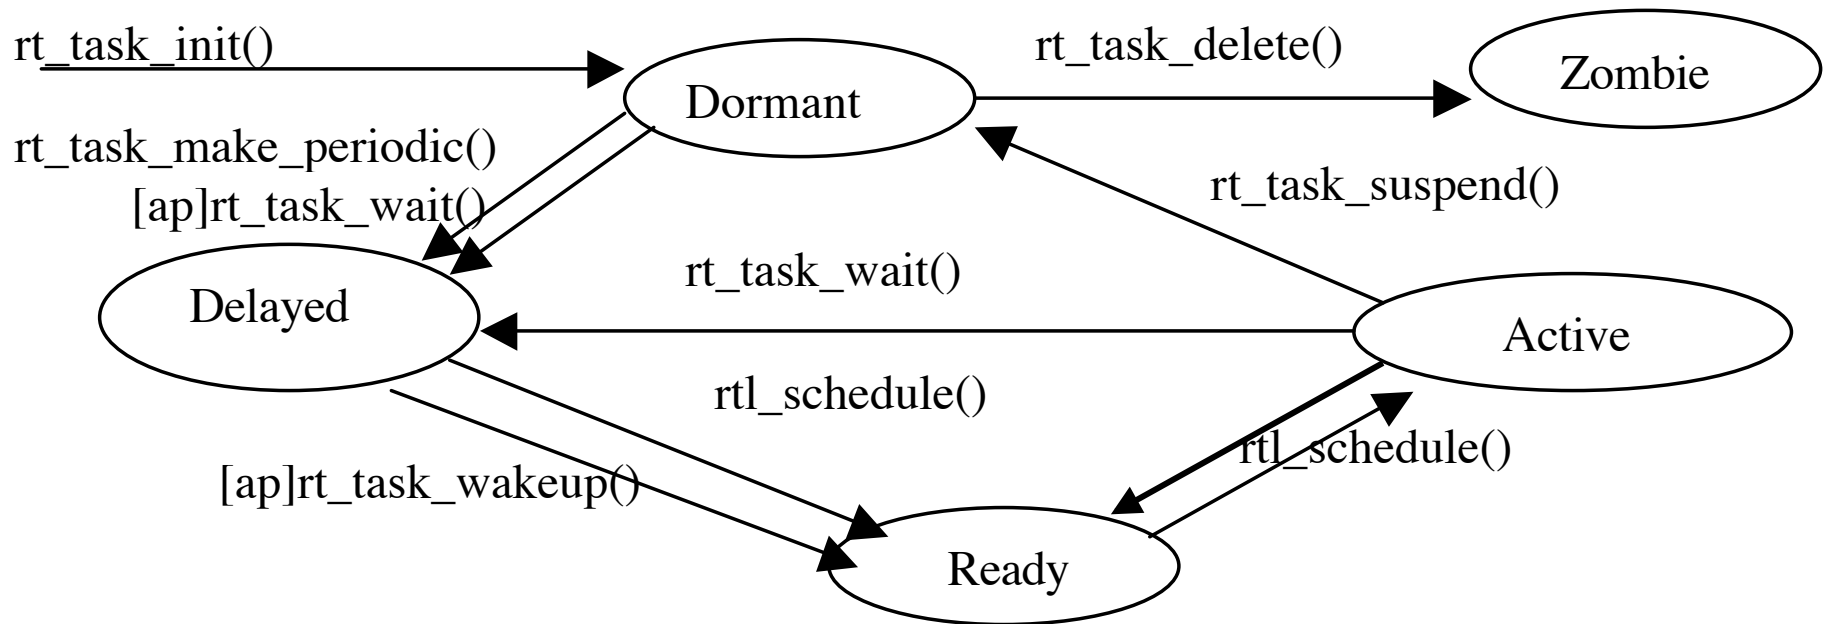 rt_task_init()
rt_task_delete()
Zombie
Dormant
rt_task_make_periodic()
rt_task_suspend()
[ap]rt_task_wait()
rt_task_wait()
Delayed
Active
rtl_schedule()
rtl_schedule()
[ap]rt_task_wakeup()
Ready